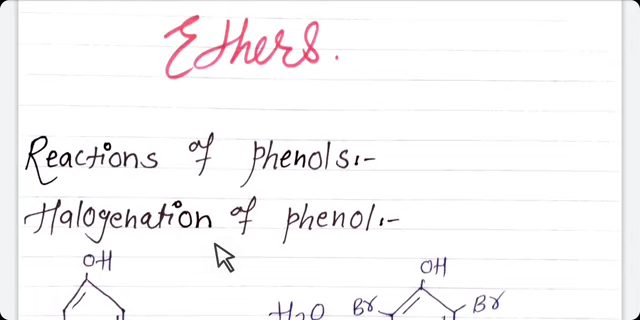 Ethers.
Reactions of phenols:-
Halogenation of phenol:-
OH
OH
H2O
Br
Br